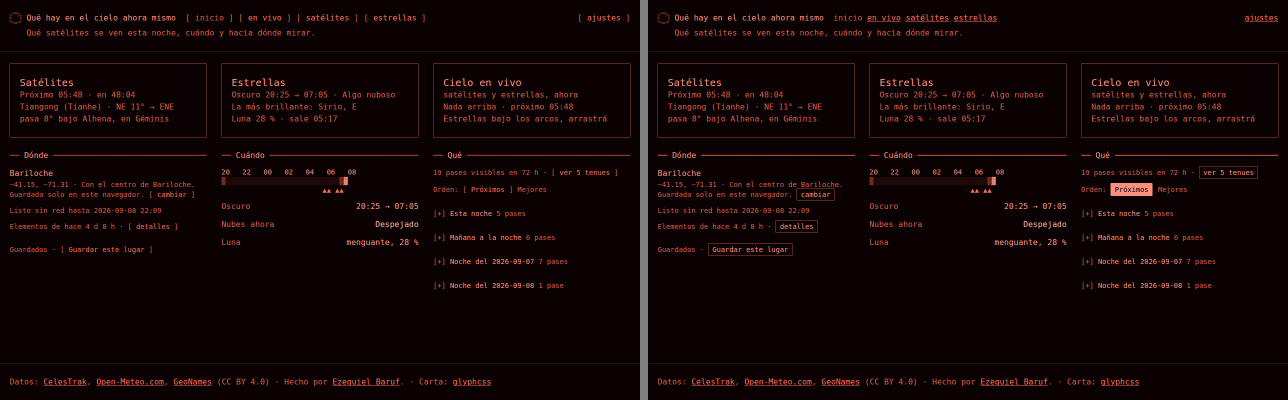 Qué hay en el cielo ahora mismo [ inicio ] [ en vivo ] [ satélites ] [ estrellas ] [ ajustes ]
Qué satélites se ven esta noche, cuándo y hacia dónde mirar.
Satélites
Próximo 05:48 · en 48:04
Tiangong (Tianhe) · NE 11° → ENE
pasa 8° bajo Alhena, en Géminis
Estrellas
Oscuro 20:25 → 07:05 · Algo nuboso
La más brillante: Sirio, E
Luna 28 % · sale 05:17
Cielo en vivo
satélites y estrellas, ahora
Nada arriba · próximo 05:48
Estrellas bajo los arcos, arrastrá
Dónde
Bariloche
−41.15, −71.31 · Con el centro de Bariloche.
Guardada solo en este navegador. [ cambiar ]
Listo sin red hasta 2026-09-08 22:09
Elementos de hace 4 d 8 h · [ detalles ]
Guardados · [ Guardar este lugar ]
Cuándo
20 22 00 02 04 06 08
▲▲ ▲▲
Oscuro 20:25 → 07:05
Nubes ahora Despejado
Luna menguante, 28 %
Qué
19 pases visibles en 72 h · [ ver 5 tenues ]
Orden: [ Próximos ] Mejores
[+] Esta noche 5 pases
[+] Mañana a la noche 6 pases
[+] Noche del 2026-09-07 7 pases
[+] Noche del 2026-09-08 1 pase
Datos: CelesTrak, Open-Meteo.com, GeoNames (CC BY 4.0) · Hecho por Ezequiel Baruf. · Carta: glyphcss
Qué hay en el cielo ahora mismo inicio en vivo satélites estrellas ajustes
Qué satélites se ven esta noche, cuándo y hacia dónde mirar.
Satélites
Próximo 05:48 · en 48:04
Tiangong (Tianhe) · NE 11° → ENE
pasa 8° bajo Alhena, en Géminis
Estrellas
Oscuro 20:25 → 07:05 · Algo nuboso
La más brillante: Sirio, E
Luna 28 % · sale 05:17
Cielo en vivo
satélites y estrellas, ahora
Nada arriba · próximo 05:48
Estrellas bajo los arcos, arrastrá
Dónde
Bariloche
−41.15, −71.31 · Con el centro de Bariloche.
Guardada solo en este navegador. cambiar
Listo sin red hasta 2026-09-08 22:09
Elementos de hace 4 d 8 h · detalles
Guardados · Guardar este lugar
Cuándo
20 22 00 02 04 06 08
▲▲ ▲▲
Oscuro 20:25 → 07:05
Nubes ahora Despejado
Luna menguante, 28 %
Qué
19 pases visibles en 72 h · ver 5 tenues
Orden: Próximos Mejores
[+] Esta noche 5 pases
[+] Mañana a la noche 6 pases
[+] Noche del 2026-09-07 7 pases
[+] Noche del 2026-09-08 1 pase
Datos: CelesTrak, Open-Meteo.com, GeoNames (CC BY 4.0) · Hecho por Ezequiel Baruf. · Carta: glyphcss